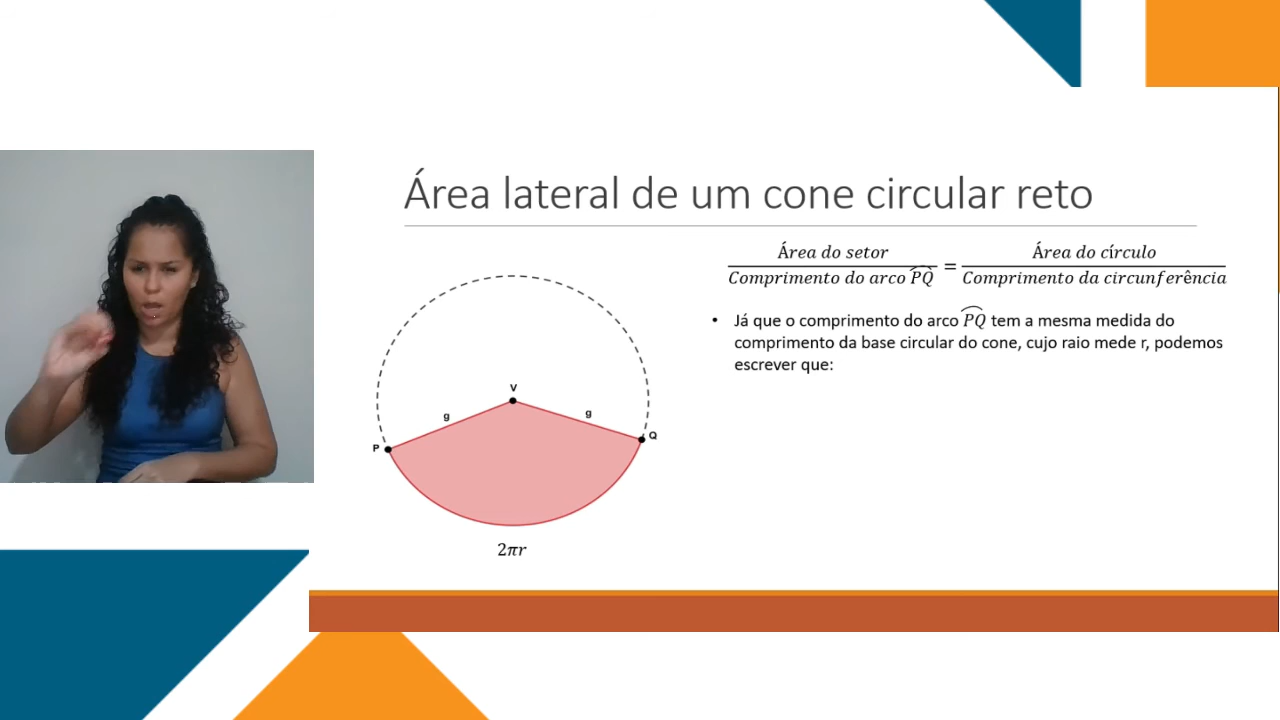 Área lateral de um cone circular reto
Área do setor
Comprimento do arco PQ
=
Área do círculo
Comprimento da circunferência
• Já que o comprimento do arco PQ tem a mesma medida do
comprimento da base circular do cone, cujo raio mede r, podemos
escrever que:
V
g
g
P
Q
2πr